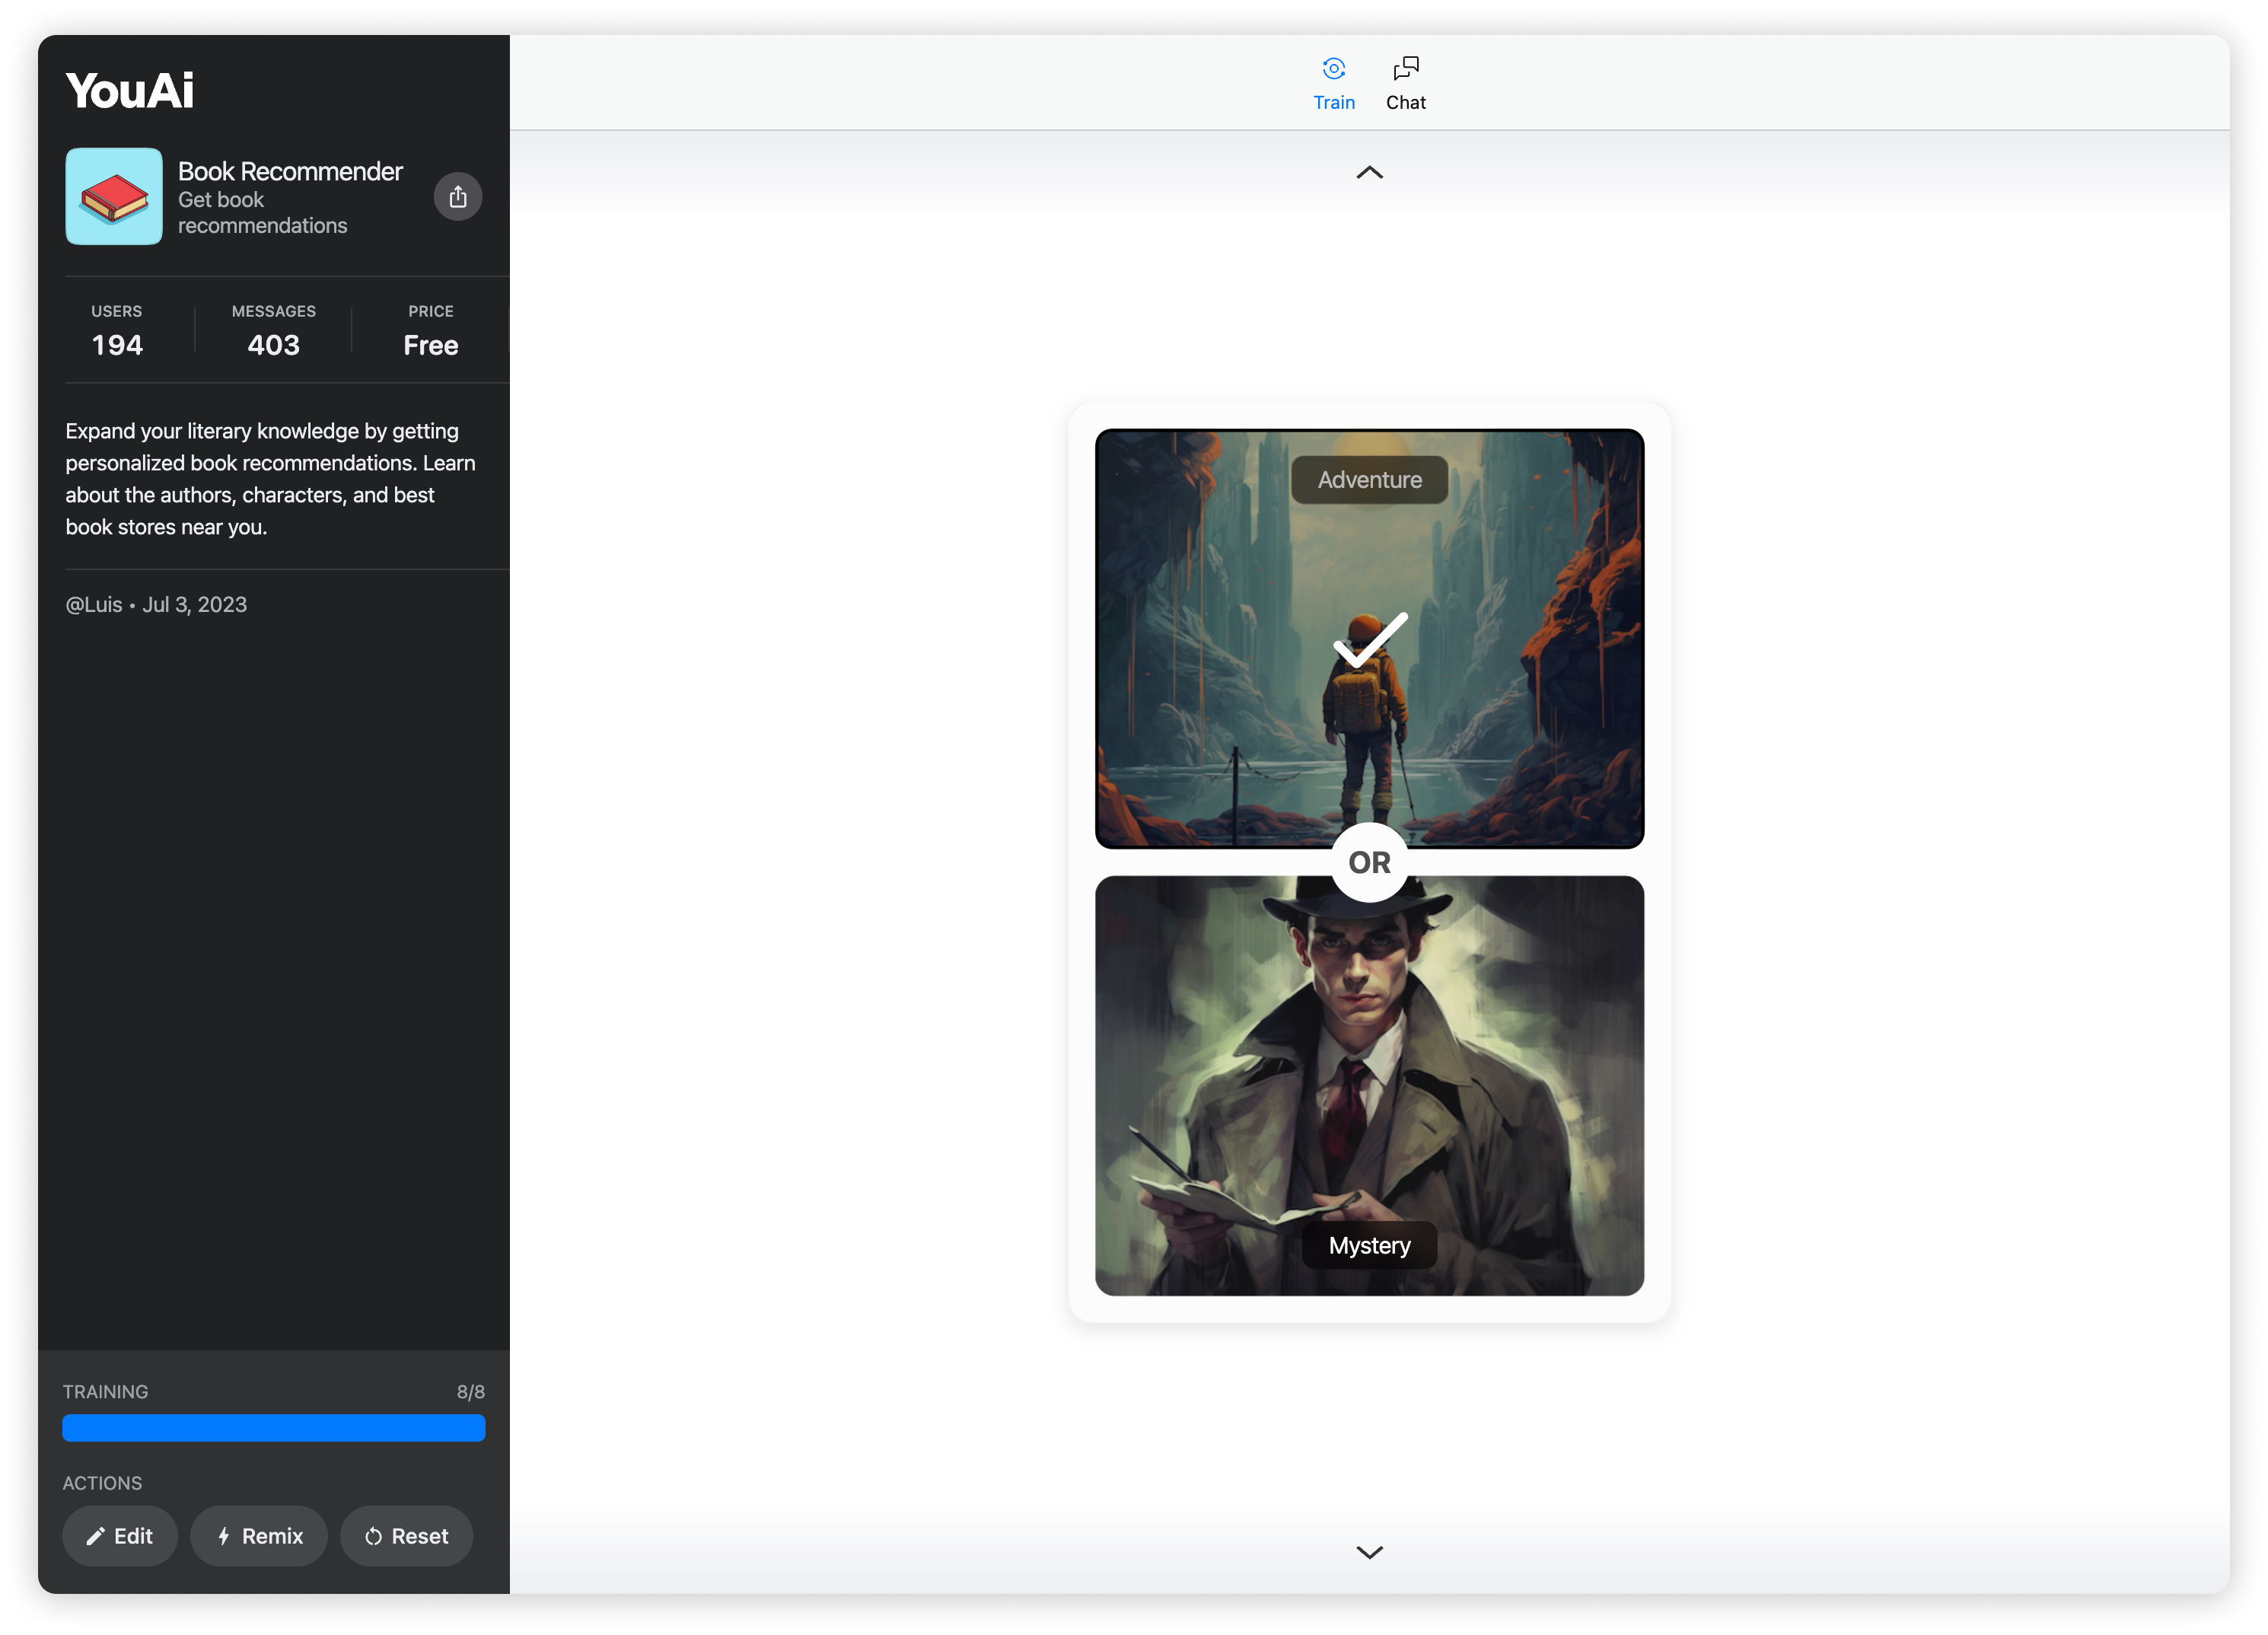 YouAi
Book Recommender
Get book
recommendations
USERS
194
MESSAGES
403
PRICE
Free
Expand your literary knowledge by getting
personalized book recommendations. Learn
about the authors, characters, and best
book stores near you.
@Luis • Jul 3, 2023
TRAINING 8/8
ACTIONS
Edit Remix Reset
Train Chat
Adventure
OR
Mystery